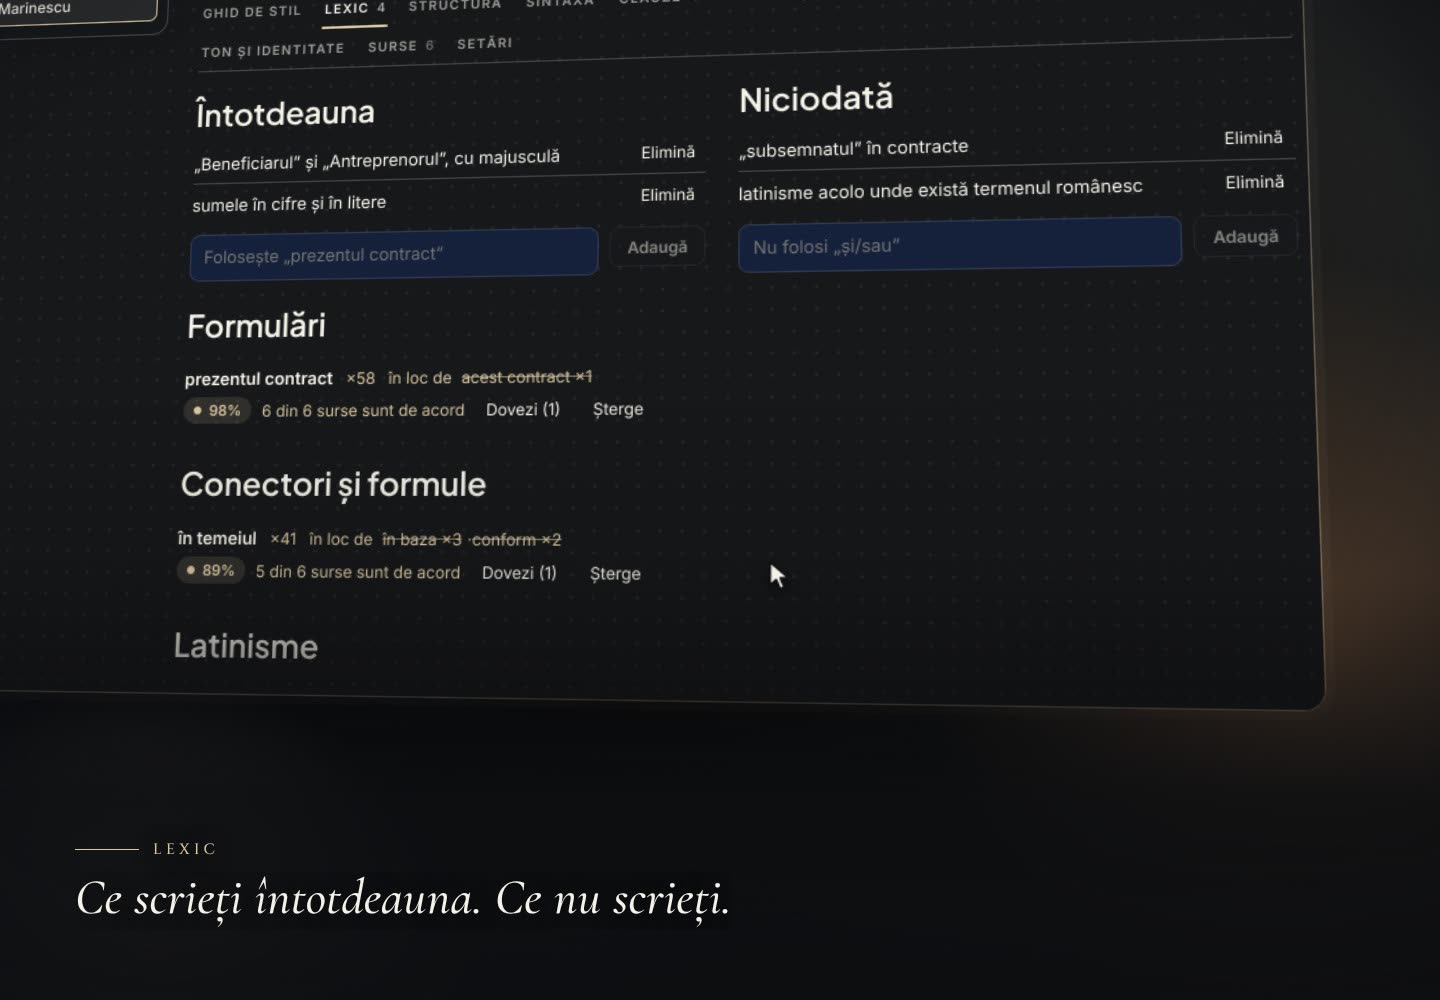 Marinescu
GHID DE STIL LEXIC 4 STRUCTURĂ SINTAXĂ
TON ȘI IDENTITATE SURSE 6 SETĂRI
Întotdeauna
„Beneficiarul” și „Antreprenorul”, cu majusculă Elimină
sumele în cifre și în litere Elimină
Folosește „prezentul contract” Adaugă
Niciodată
„subsemnatul” în contracte Elimină
latinisme acolo unde există termenul românesc Elimină
Nu folosi „și/sau” Adaugă
Formulări
prezentul contract ×58 în loc de acest contract ×1
98% 6 din 6 surse sunt de acord Dovezi (1) Șterge
Conectori și formule
în temeiul ×41 în loc de în baza ×3 · conform ×2
89% 5 din 6 surse sunt de acord Dovezi (1) Șterge
Latinisme
LEXIC
Ce scrieți întotdeauna. Ce nu scrieți.